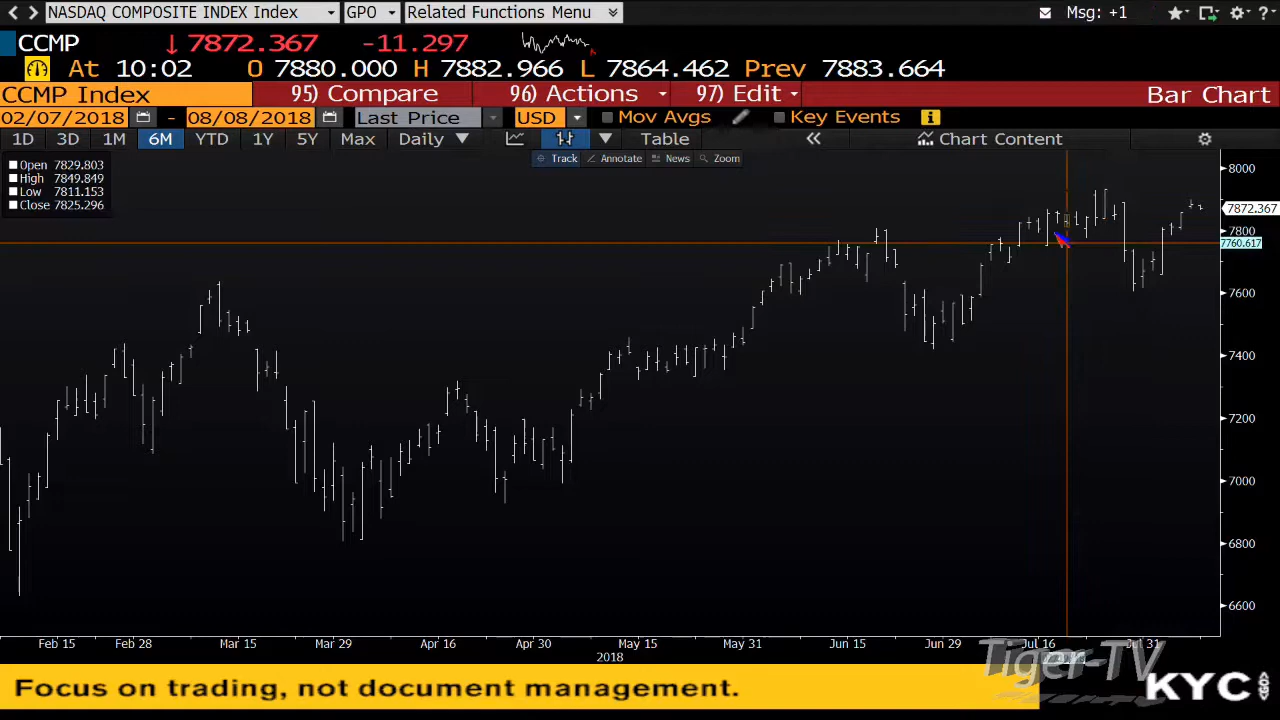 NASDAQ COMPOSITE INDEX Index GPO Related Functions Menu Msg: +1
CCMP 7872.367 -11.297
At 10:02 O 7880.000 H 7882.966 L 7864.462 Prev 7883.664
CCMP Index 95) Compare 96) Actions 97) Edit Bar Chart
02/07/2018 - 08/08/2018 Last Price USD Mov Avgs Key Events
1D 3D 1M 6M YTD 1Y 5Y Max Daily Table Chart Content
Track Annotate News Zoom
Open 7829.803
High 7849.849
Low 7811.153
Close 7825.296
8000
7872.367
7800
7760.617
7600
7400
7200
7000
6800
6600
Feb 15 Feb 28 Mar 15 Mar 29 Apr 16 Apr 30 May 15 May 31 Jun 15 Jun 29 Jul 16 Jul 31
2018
Tiger-TV
Focus on trading, not document management.
KYC